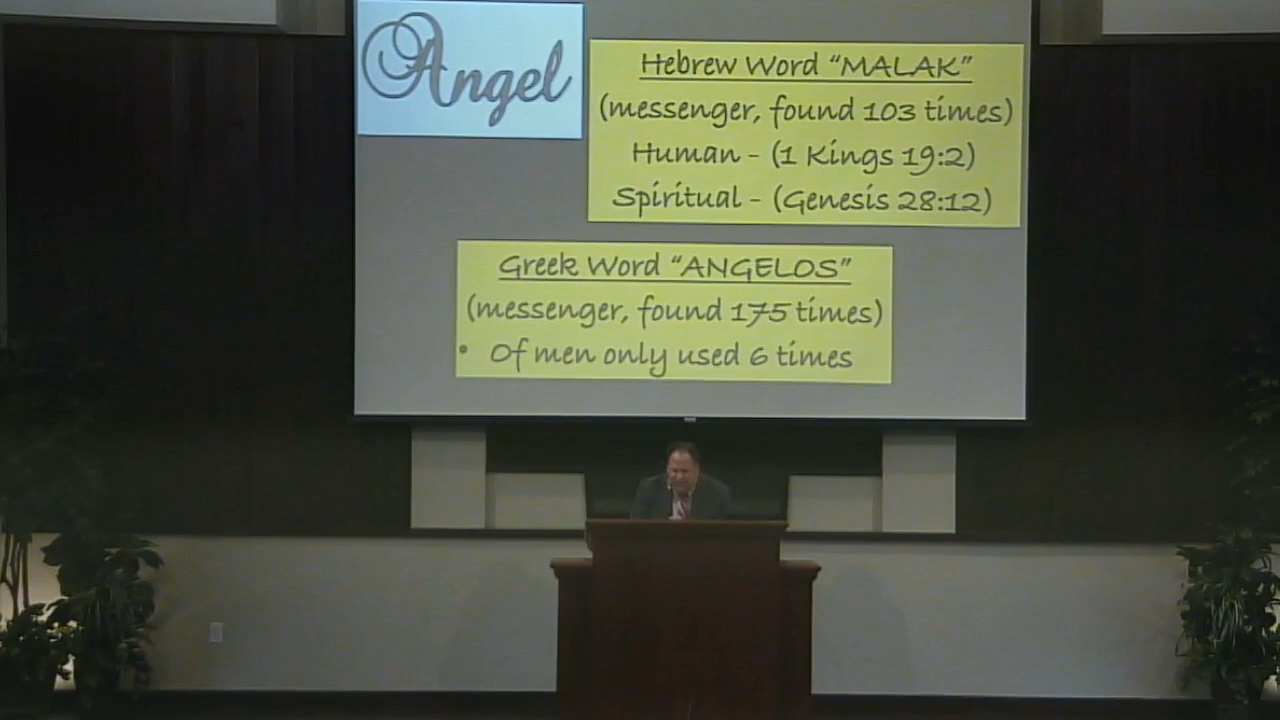 Angel
Hebrew Word “MALAK”
(messenger, found 103 times)
Human - (1 Kings 19:2)
Spiritual - (Genesis 28:12)
Greek Word “ANGELOS”
(messenger, found 175 times)
• Of men only used 6 times